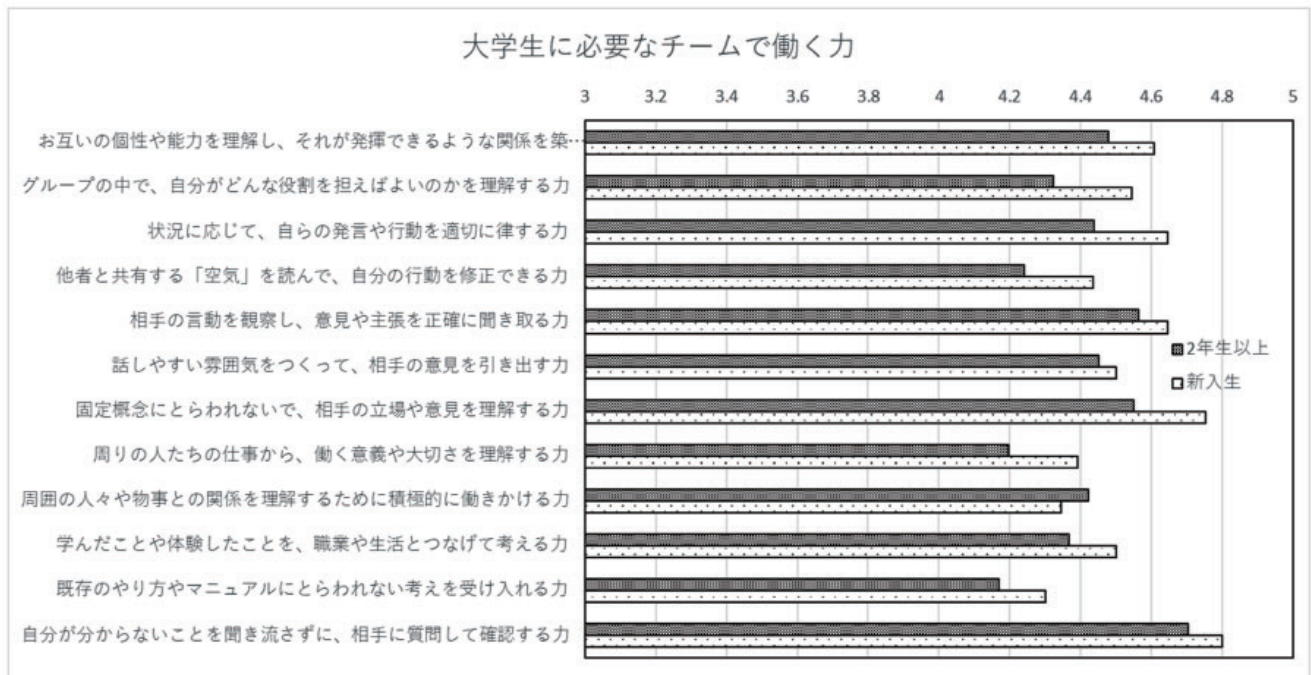 大学生に必要なチームで働く力
3 3.2 3.4 3.6 3.8 4 4.2 4.4 4.6 4.8 5
お互いの個性や能力を理解し、それが発揮できるような関係を築…
グループの中で、自分がどんな役割を担えばよいのかを理解する力
状況に応じて、自らの発言や行動を適切に律する力
他者と共有する「空気」を読んで、自分の行動を修正できる力
相手の言動を観察し、意見や主張を正確に聞き取る力
話しやすい雰囲気をつくって、相手の意見を引き出す力
固定概念にとらわれないで、相手の立場や意見を理解する力
周りの人たちの仕事から、働く意義や大切さを理解する力
周囲の人々や物事との関係を理解するために積極的に働きかける力
学んだことや体験したことを、職業や生活とつなげて考える力
既存のやり方やマニュアルにとらわれない考えを受け入れる力
自分が分からないことを聞き流さずに、相手に質問して確認する力
2年生以上
新入生